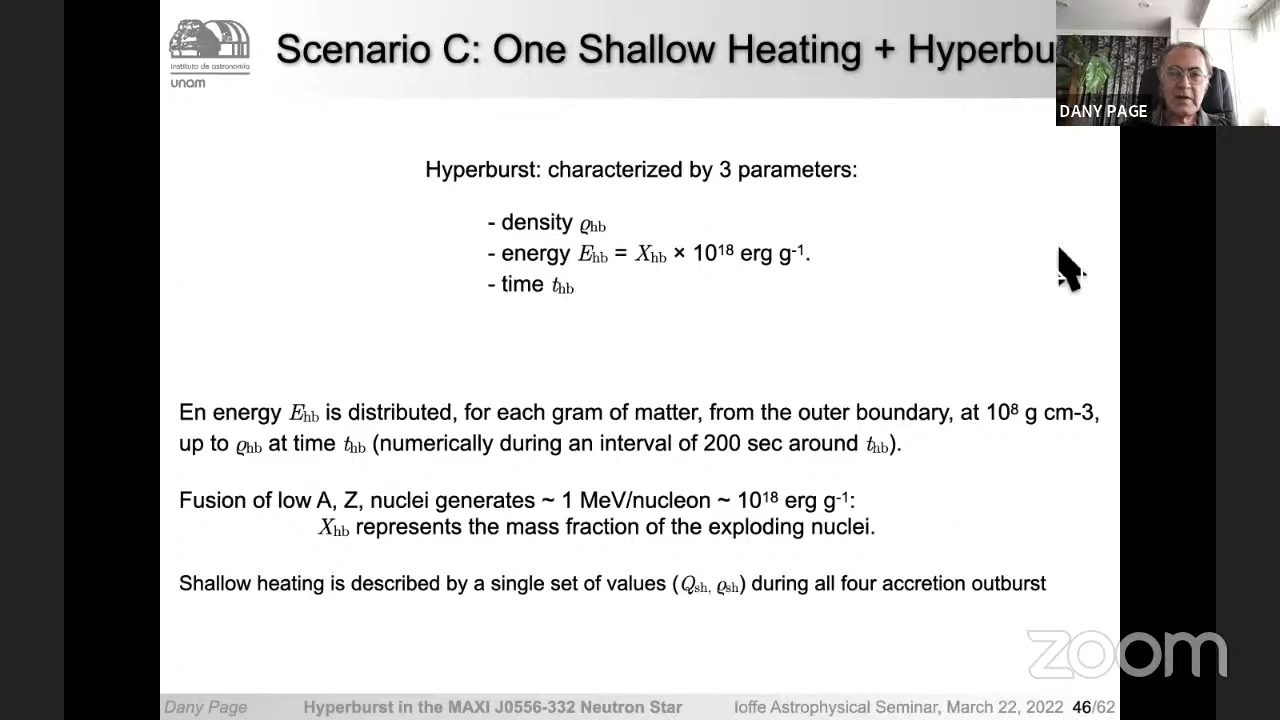 Instituto de astronomía
unam
Scenario C: One Shallow Heating + Hyperbu
DANY PAGE
Hyperburst: characterized by 3 parameters:
- density ϱhb
- energy Ehb = Xhb × 10¹⁸ erg g⁻¹.
- time thb
En energy Ehb is distributed, for each gram of matter, from the outer boundary, at 10⁸ g cm-3,
up to ϱhb at time thb (numerically during an interval of 200 sec around thb).
Fusion of low A, Z, nuclei generates ~ 1 MeV/nucleon ~ 10¹⁸ erg g⁻¹:
Xhb represents the mass fraction of the exploding nuclei.
Shallow heating is described by a single set of values (Qsh, ϱsh) during all four accretion outburst
zoom
Dany Page Hyperburst in the MAXI J0556-332 Neutron Star Ioffe Astrophysical Seminar, March 22, 2022 46/62